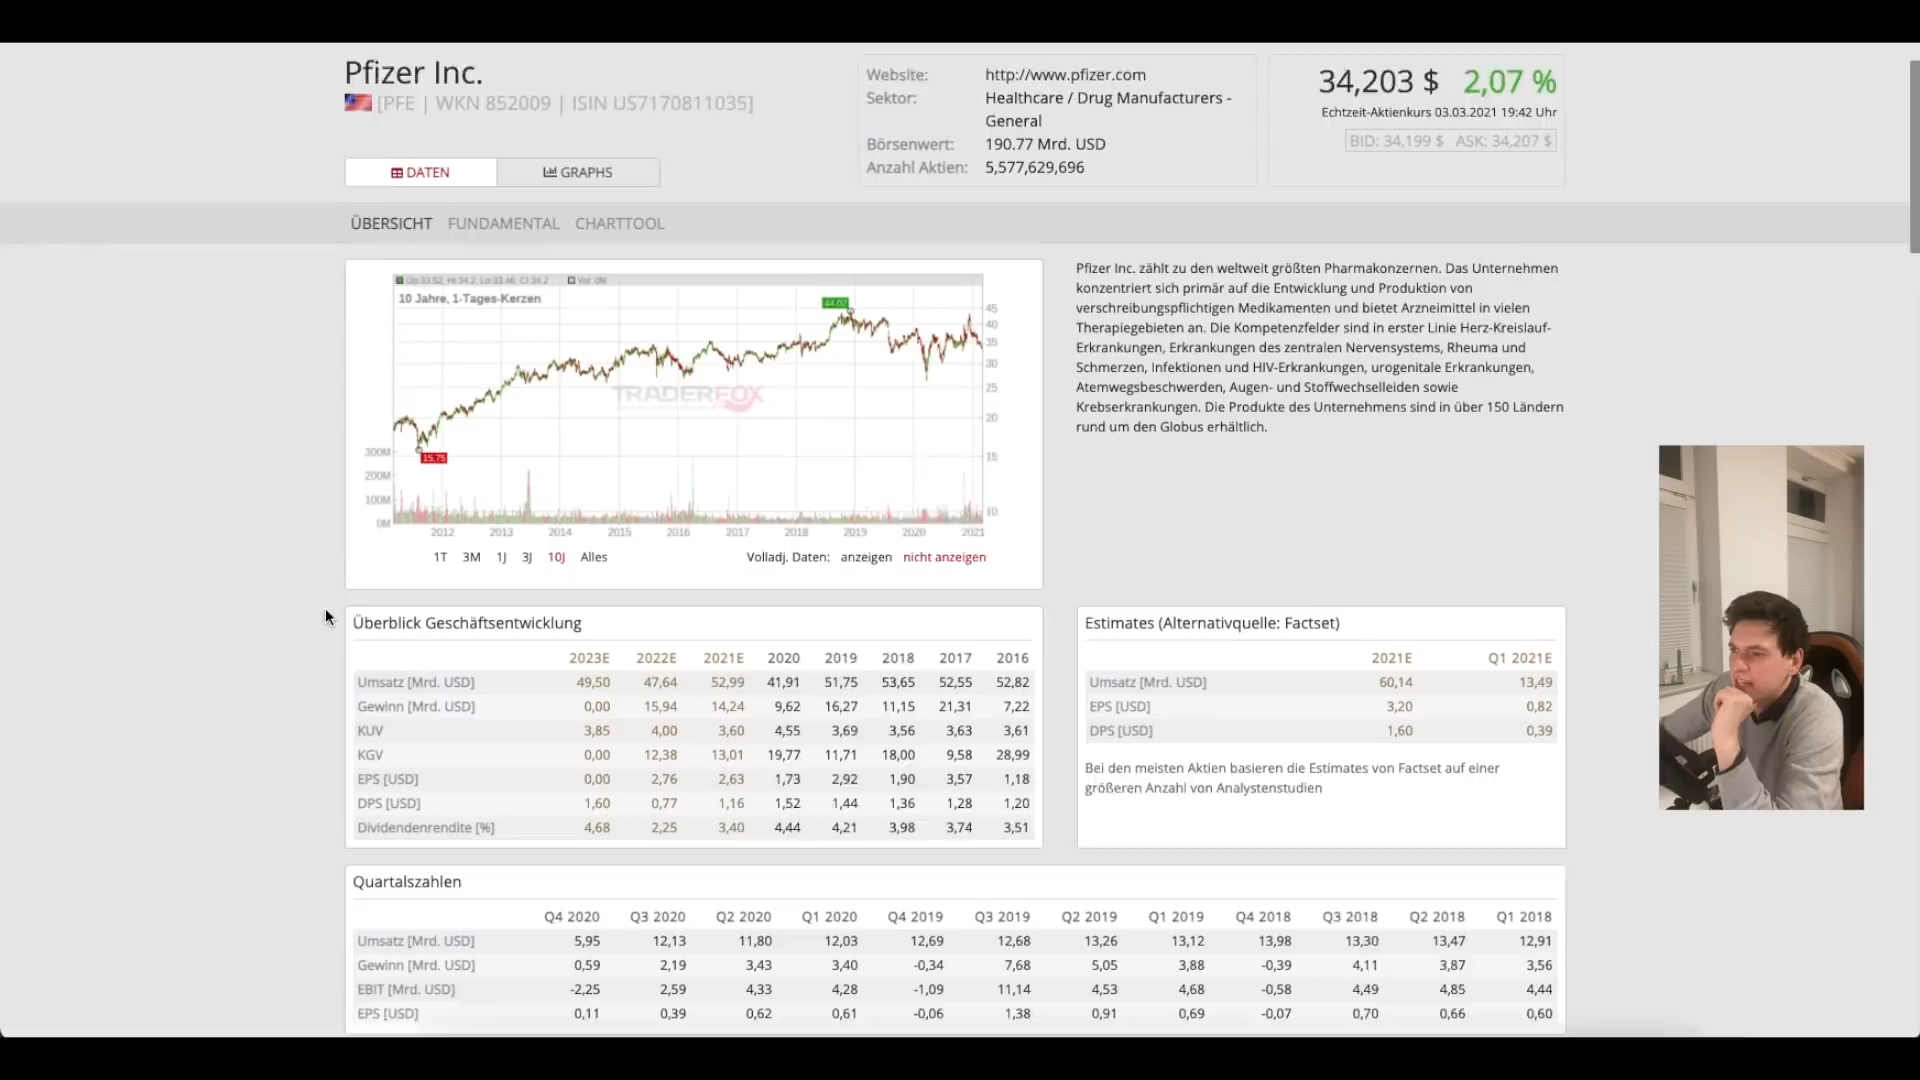 Pfizer Inc.
[PFE | WKN 852009 | ISIN US7170811035]
DATEN
GRAPHS
Website: http://www.pfizer.com
Sektor: Healthcare / Drug Manufacturers -
General
Börsenwert: 190.77 Mrd. USD
Anzahl Aktien: 5,577,629,696
34,203 $ 2,07 %
Echtzeit-Aktienkurs 03.03.2021 19:42 Uhr
BID: 34,199 $ ASK: 34,207 $
ÜBERSICHT FUNDAMENTAL CHARTTOOL
10 Jahre, 1-Tages-Kerzen
44.02
45
40
35
30
25
20
15
10
TRADERFOX
15.75
300M
200M
100M
0M
2012 2013 2014 2015 2016 2017 2018 2019 2020 2021
1T 3M 1J 3J 10J Alles
Volladj. Daten: anzeigen nicht anzeigen
Pfizer Inc. zählt zu den weltweit größten Pharmakonzernen. Das Unternehmen
konzentriert sich primär auf die Entwicklung und Produktion von
verschreibungspflichtigen Medikamenten und bietet Arzneimittel in vielen
Therapiegebieten an. Die Kompetenzfelder sind in erster Linie Herz-Kreislauf-
Erkrankungen, Erkrankungen des zentralen Nervensystems, Rheuma und
Schmerzen, Infektionen und HIV-Erkrankungen, urogenitale Erkrankungen,
Atemwegsbeschwerden, Augen- und Stoffwechselleiden sowie
Krebserkrankungen. Die Produkte des Unternehmens sind in über 150 Ländern
rund um den Globus erhältlich.
Überblick Geschäftsentwicklung
2023E 2022E 2021E 2020 2019 2018 2017 2016
Umsatz [Mrd. USD] 49,50 47,64 52,99 41,91 51,75 53,65 52,55 52,82
Gewinn [Mrd. USD] 0,00 15,94 14,24 9,62 16,27 11,15 21,31 7,22
KUV 3,85 4,00 3,60 4,55 3,69 3,56 3,63 3,61
KGV 0,00 12,38 13,01 19,77 11,71 18,00 9,58 28,99
EPS [USD] 0,00 2,76 2,63 1,73 2,92 1,90 3,57 1,18
DPS [USD] 1,60 0,77 1,16 1,52 1,44 1,36 1,28 1,20
Dividendenrendite [%] 4,68 2,25 3,40 4,44 4,21 3,98 3,74 3,51
Estimates (Alternativquelle: Factset)
2021E Q1 2021E
Umsatz [Mrd. USD] 60,14 13,49
EPS [USD] 3,20 0,82
DPS [USD] 1,60 0,39
Bei den meisten Aktien basieren die Estimates von Factset auf einer
größeren Anzahl von Analystenstudien
Quartalszahlen
Q4 2020 Q3 2020 Q2 2020 Q1 2020 Q4 2019 Q3 2019 Q2 2019 Q1 2019 Q4 2018 Q3 2018 Q2 2018 Q1 2018
Umsatz [Mrd. USD] 5,95 12,13 11,80 12,03 12,69 12,68 13,26 13,12 13,98 13,30 13,47 12,91
Gewinn [Mrd. USD] 0,59 2,19 3,43 3,40 -0,34 7,68 5,05 3,88 -0,39 4,11 3,87 3,56
EBIT [Mrd. USD] -2,25 2,59 4,33 4,28 -1,09 11,14 4,53 4,68 -0,58 4,49 4,85 4,44
EPS [USD] 0,11 0,39 0,62 0,61 -0,06 1,38 0,91 0,69 -0,07 0,70 0,66 0,60